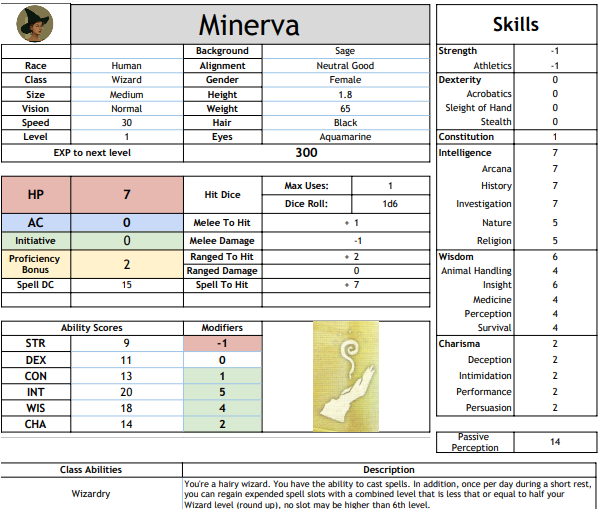 Minerva
Background Sage
Race Human Alignment Neutral Good
Class Wizard Gender Female
Size Medium Height 1.8
Vision Normal Weight 65
Speed 30 Hair Black
Level 1 Eyes Aquamarine
EXP to next level 300
HP 7 Hit Dice Max Uses: 1
Dice Roll: 1d6
AC 0 Melee To Hit + 1
Initiative 0 Melee Damage -1
Proficiency Bonus 2 Ranged To Hit + 2
Ranged Damage 0
Spell DC 15 Spell To Hit + 7
Ability Scores Modifiers
STR 9 -1
DEX 11 0
CON 13 1
INT 20 5
WIS 18 4
CHA 14 2
Skills
Strength -1
Athletics -1
Dexterity 0
Acrobatics 0
Sleight of Hand 0
Stealth 0
Constitution 1
Intelligence 7
Arcana 7
History 7
Investigation 7
Nature 5
Religion 5
Wisdom 6
Animal Handling 4
Insight 6
Medicine 4
Perception 4
Survival 4
Charisma 2
Deception 2
Intimidation 2
Performance 2
Persuasion 2
Passive Perception 14
Class Abilities Description
Wizardry
You're a hairy wizard. You have the ability to cast spells. In addition, once per day during a short rest,
you can regain expended spell slots with a combined level that is less that or equal to half your
Wizard level (round up), no slot may be higher than 6th level.